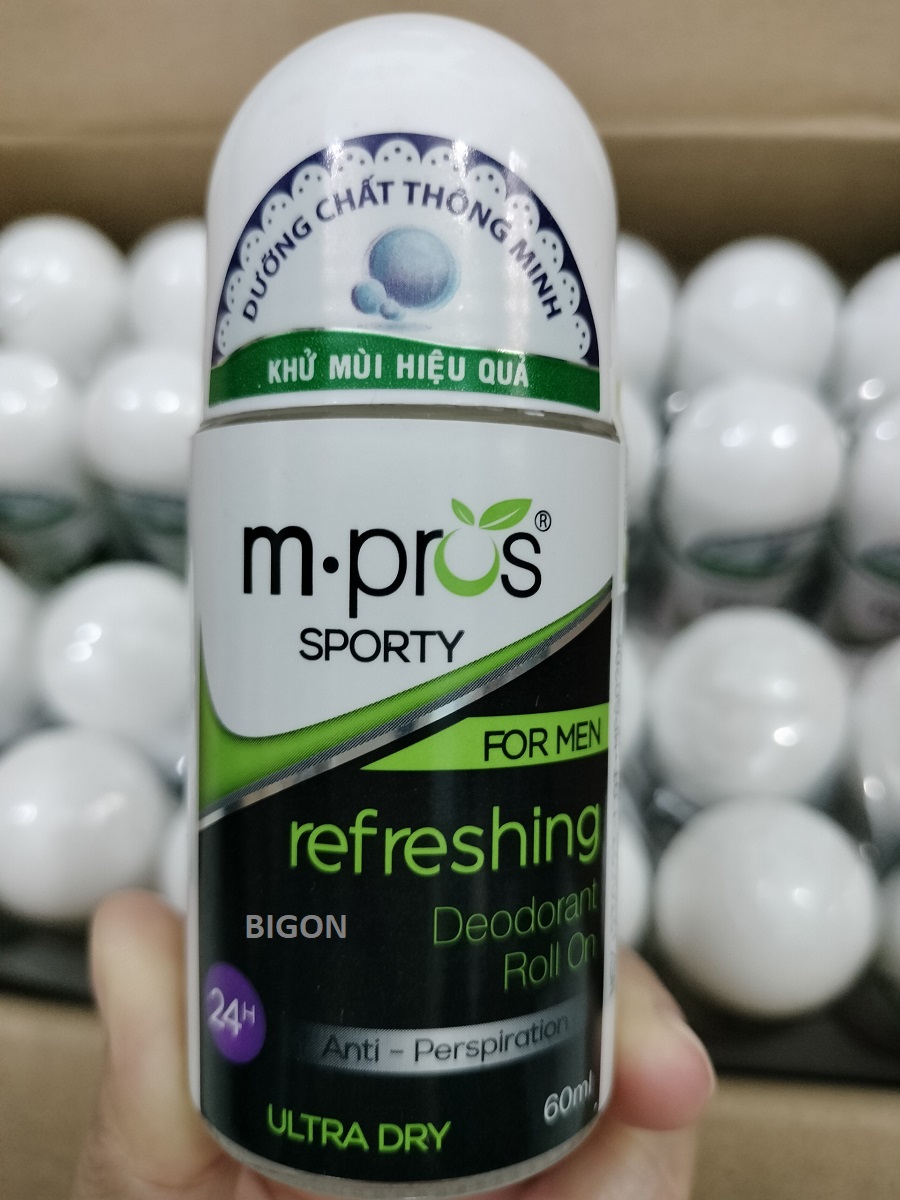 DƯỠNG CHẤT THÔNG MINH
KHỬ MÙI HIỆU QUẢ
m·pros®
SPORTY
FOR MEN
refreshing
Deodorant
BIGON
Roll On
24H
Anti - Perspiration
60ml
ULTRA DRY